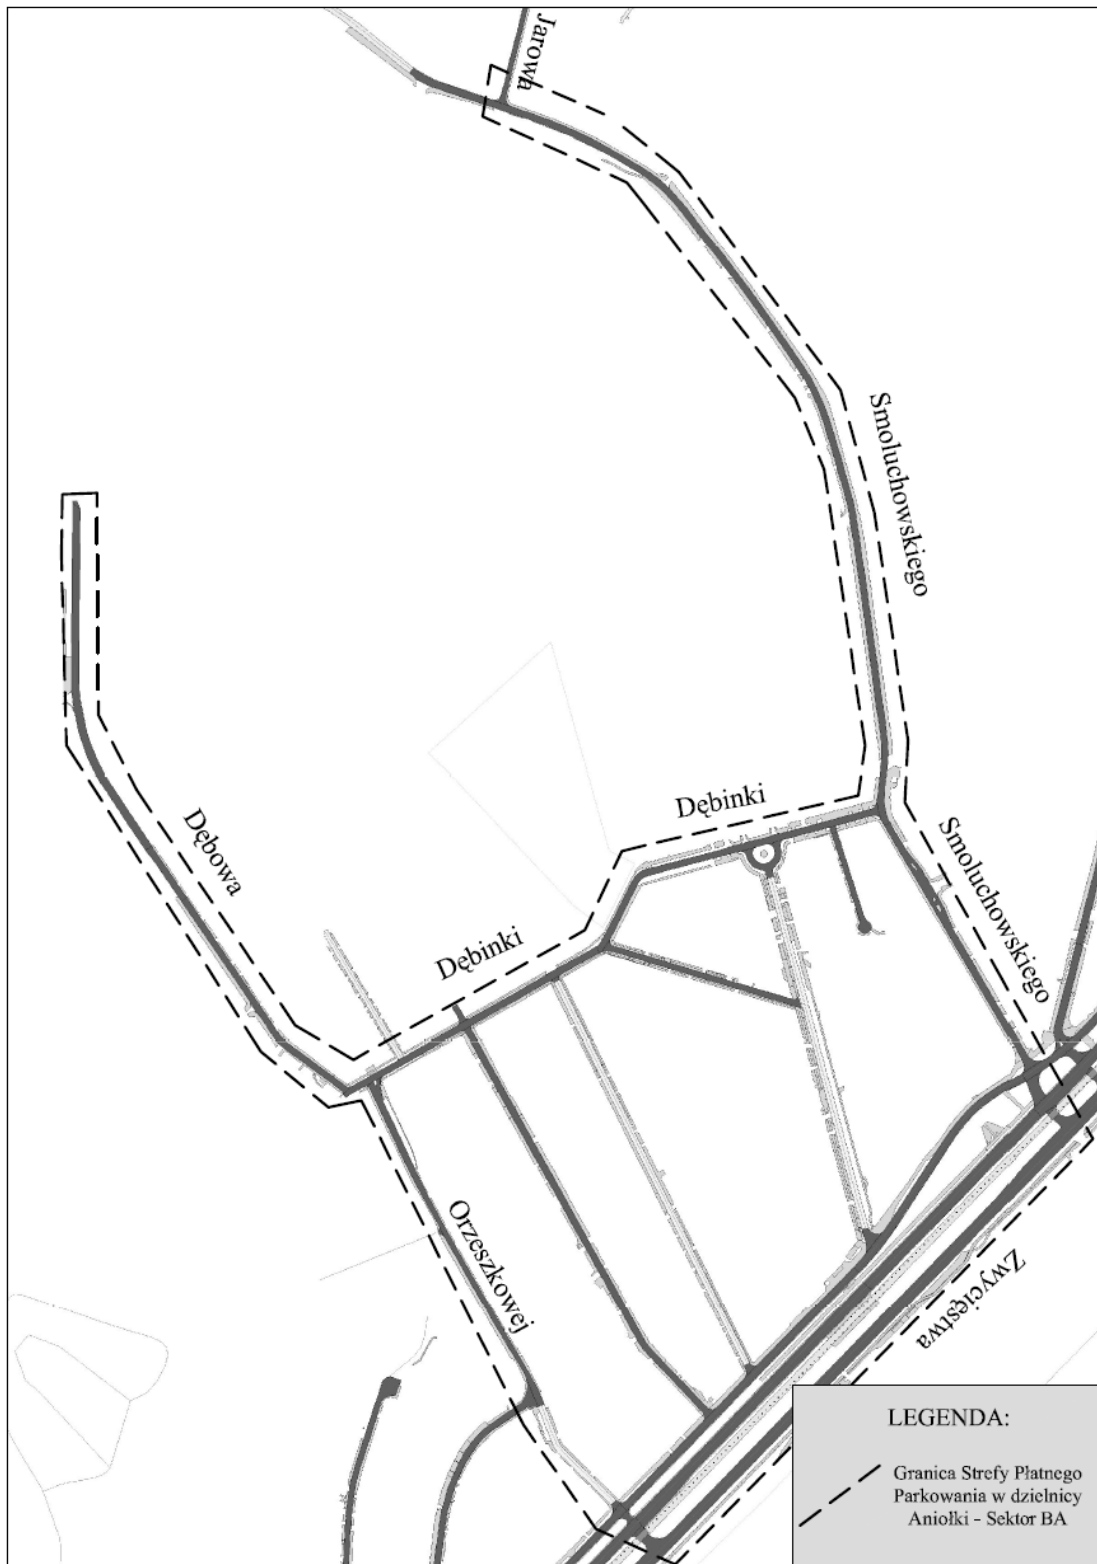 Jarowa
Smoluchowskiego
Dębinki
Dębowa
Smoluchowskiego
Dębinki
Orzeszkowej
Zwycięstwa
LEGENDA:
Granica Strefy Płatnego
Parkowania w dzielnicy
Aniołki - Sektor BA